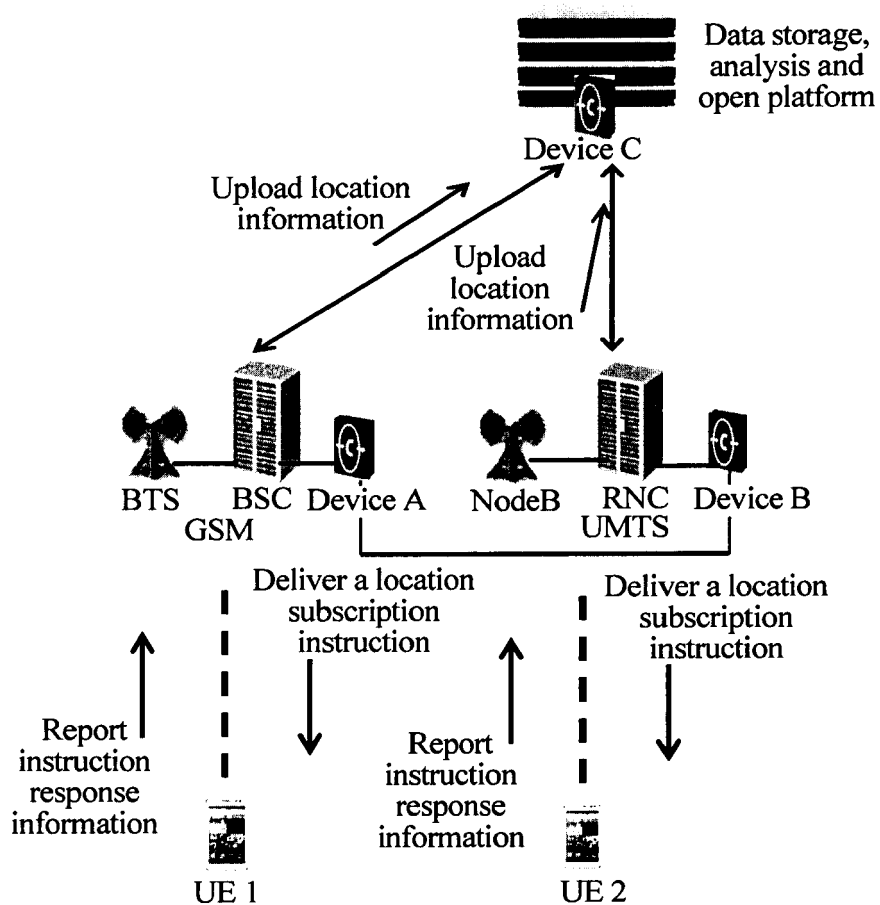 Data storage,
analysis and
open platform
Device C
Upload location
information
Upload
location
information
BTS
BSC
Device A
GSM
NodeB
RNC
Device B
UMTS
Deliver a location
subscription
instruction
Deliver a location
subscription
instruction
Report
instruction
response
information
Report
instruction
response
information
UE 1
UE 2